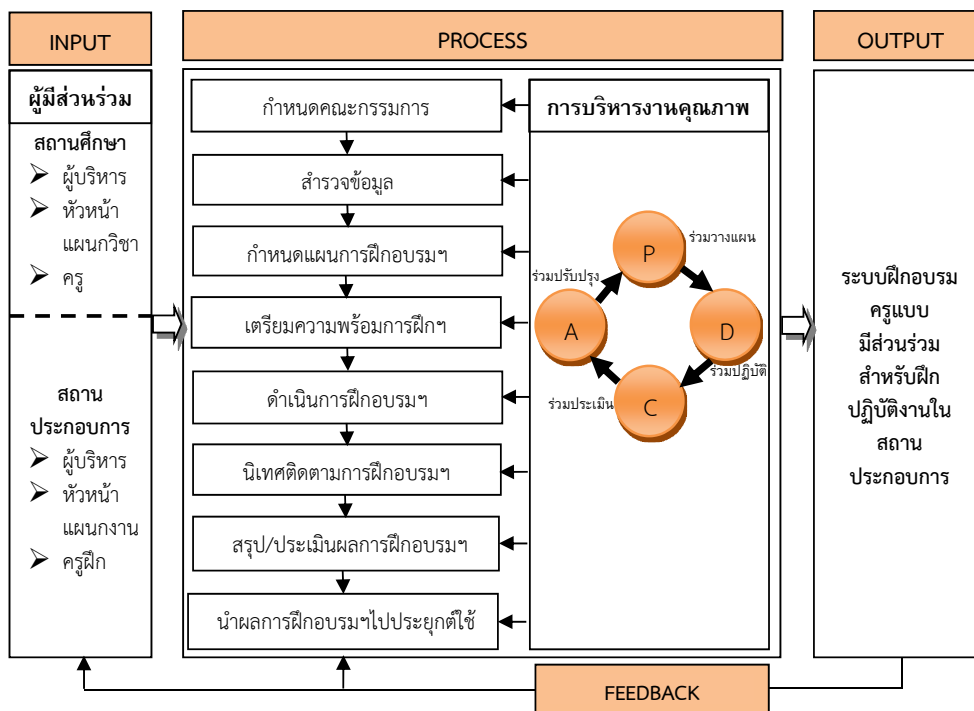 INPUT
PROCESS
OUTPUT
ผู้มีส่วนร่วม
สถานศึกษา
ผู้บริหาร
หัวหน้า
แผนกวิชา
ครู
สถาน
ประกอบการ
ผู้บริหาร
หัวหน้า
แผนกงาน
ครูฝึก
กำหนดคณะกรรมการ
สำรวจข้อมูล
กำหนดแผนการฝึกอบรมฯ
เตรียมความพร้อมการฝึกฯ
ดำเนินการฝึกอบรมฯ
นิเทศติดตามการฝึกอบรมฯ
สรุป/ประเมินผลการฝึกอบรมฯ
นำผลการฝึกอบรมฯไปประยุกต์ใช้
การบริหารงานคุณภาพ
P
ร่วมวางแผน
D
ร่วมปฏิบัติ
C
ร่วมประเมิน
A
ร่วมปรับปรุง
ระบบฝึกอบรม
ครูแบบ
มีส่วนร่วม
สำหรับฝึก
ปฏิบัติงานใน
สถาน
ประกอบการ
FEEDBACK